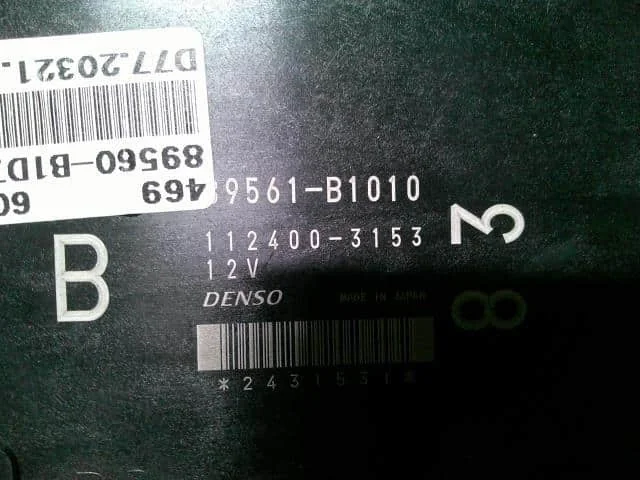 D77.20321.
89560-B1D
469
60
89561-B1010
112400-3153
12V
DENSO MADE IN JAPAN
*2431531*
B
3
8